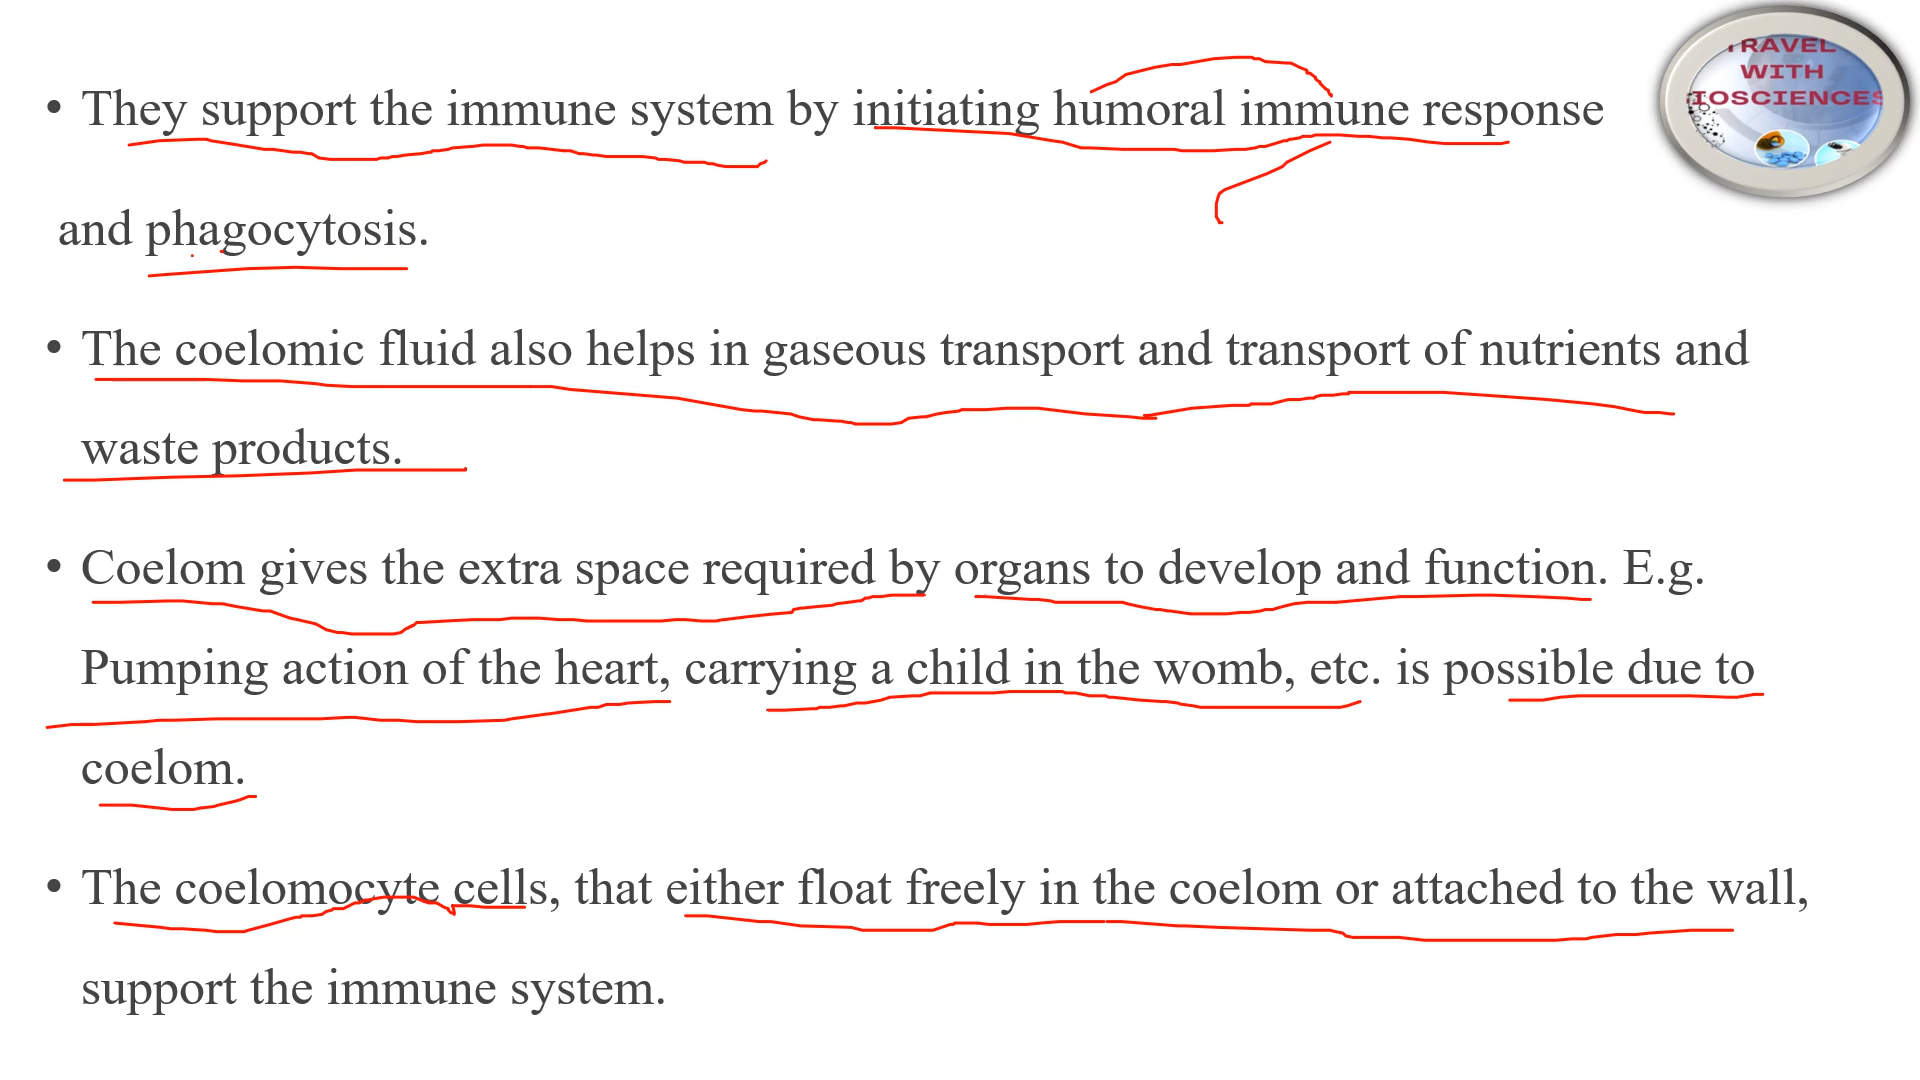 • They support the immune system by initiating humoral immune response
and phagocytosis.
• The coelomic fluid also helps in gaseous transport and transport of nutrients and
waste products.
• Coelom gives the extra space required by organs to develop and function. E.g.
Pumping action of the heart, carrying a child in the womb, etc. is possible due to
coelom.
• The coelomocyte cells, that either float freely in the coelom or attached to the wall,
support the immune system.
TRAVEL
WITH
IOSCIENCES